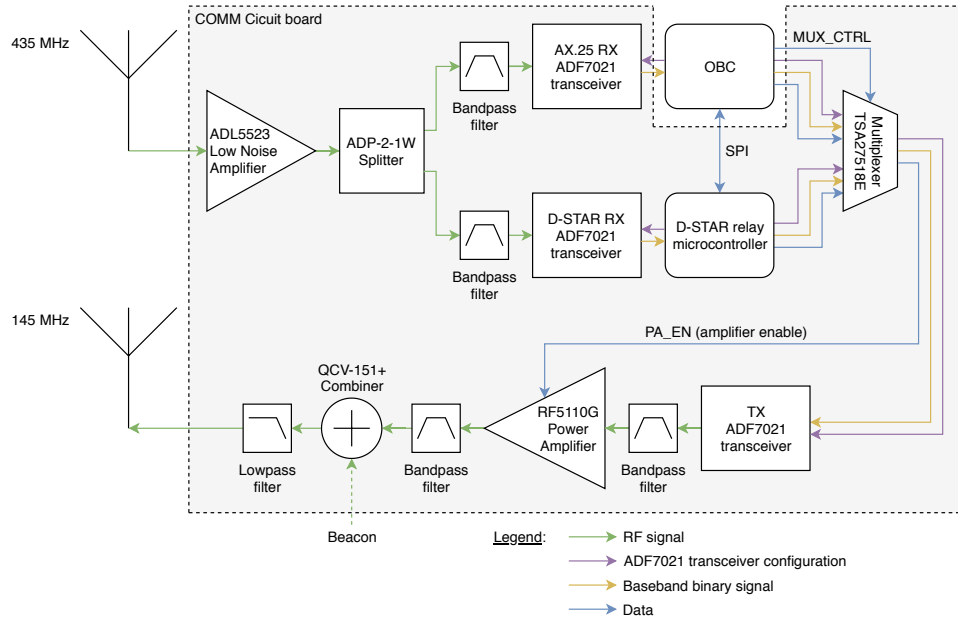 COMM Cicuit board
435 MHz
ADL5523
Low Noise
Amplifier
ADP-2-1W
Splitter
Bandpass
filter
AX.25 RX
ADF7021
transceiver
OBC
MUX_CTRL
Multiplexer
TSA27518E
SPI
Bandpass
filter
D-STAR RX
ADF7021
transceiver
D-STAR relay
microcontroller
145 MHz
PA_EN (amplifier enable)
QCV-151+
Combiner
Lowpass
filter
Bandpass
filter
RF5110G
Power
Amplifier
Bandpass
filter
TX
ADF7021
transceiver
Beacon
Legend:
RF signal
ADF7021 transceiver configuration
Baseband binary signal
Data